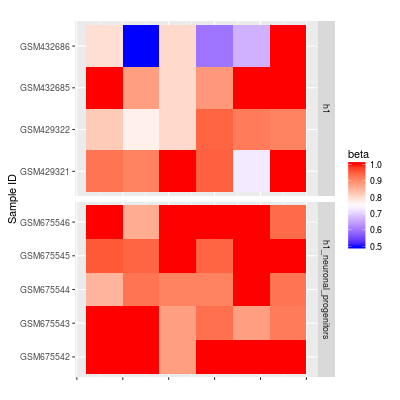 GSM432686
GSM432685
GSM429322
GSM429321
h1
GSM675546
GSM675545
GSM675544
GSM675543
GSM675542
h1_neuronal_progenitors
Sample ID
beta
1.0
0.9
0.8
0.7
0.6
0.5